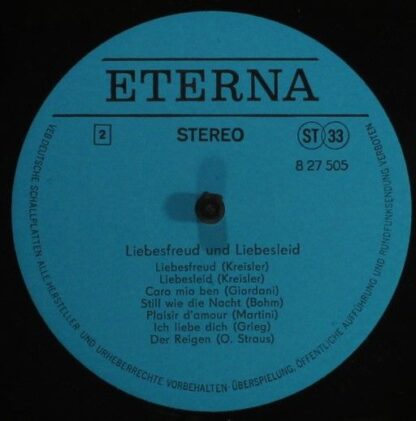 ETERNA
2
STEREO
ST 33
8 27 505
Liebesfreud und Liebesleid
Liebesfreud (Kreisler)
Liebesleid (Kreisler)
Cara mio ben (Giordani)
Still wie die Nacht (Bohm)
Plaisir d'amour (Martini)
Ich liebe dich (Grieg)
Der Reigen (O. Straus)
VEB DEUTSCHE SCHALLPLATTEN ALLE HERSTELLER- UND URHEBERRECHTE VORBEHALTEN · ÜBERSPIELUNG, ÖFFENTLICHE AUFFÜHRUNG UND RUNDFUNKSENDUNG VERBOTEN